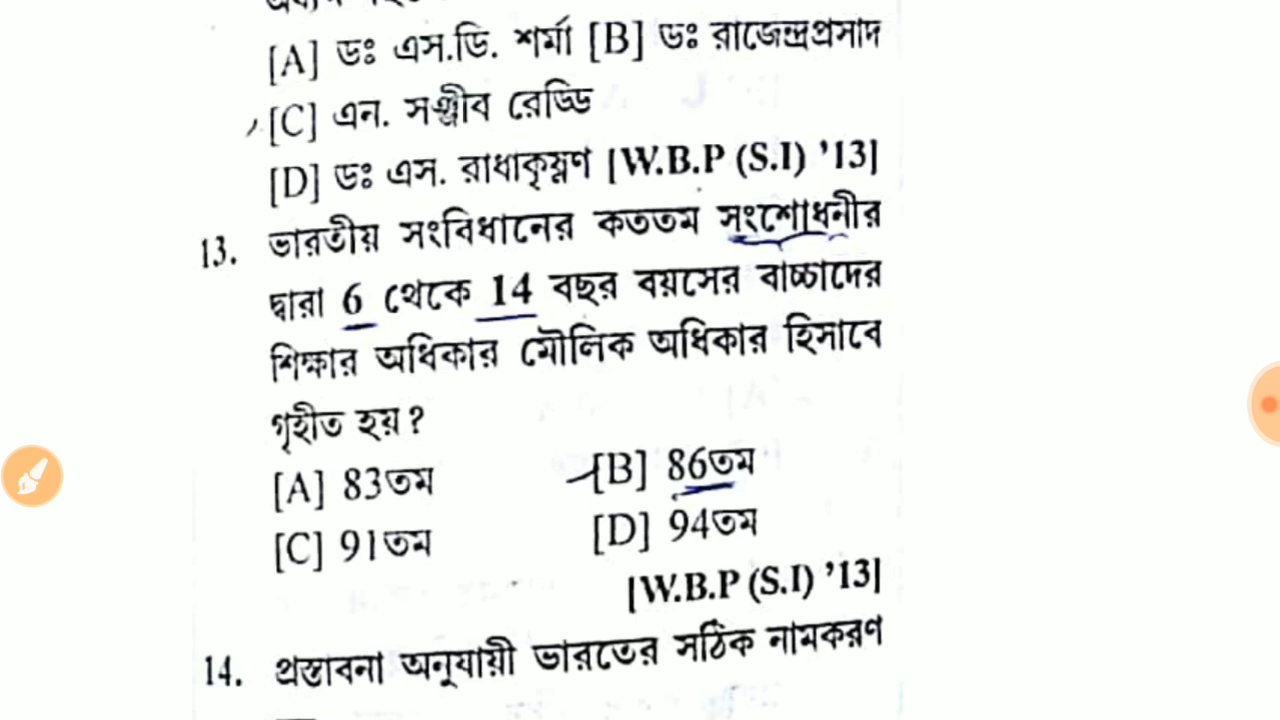 [A] ডঃ এস.ডি. শর্মা [B] ডঃ রাজেন্দ্রপ্রসাদ
[C] এন. সঞ্জীব রেড্ডি
[D] ডঃ এস. রাধাকৃষ্ণণ [W.B.P (S.I) ’13]
13. ভারতীয় সংবিধানের কততম সংশোধনীর
দ্বারা 6 থেকে 14 বছর বয়সের বাচ্চাদের
শিক্ষার অধিকার মৌলিক অধিকার হিসাবে
গৃহীত হয়?
[A] 83তম [B] 86তম
[C] 91তম [D] 94তম
[W.B.P (S.I) ’13]
14. প্রস্তাবনা অনুযায়ী ভারতের সঠিক নামকরণ